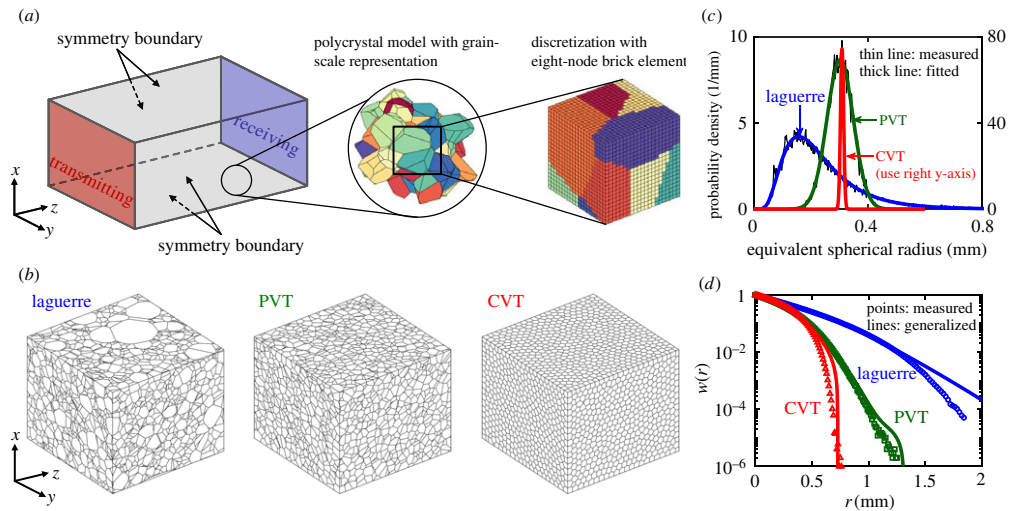 (a)
symmetry boundary
polycrystal model with grain-
scale representation
discretization with
eight-node brick element
transmitting
receiving
x
z
y
symmetry boundary
(b)
laguerre
PVT
CVT
x
z
y
(c)
probability density (1/mm)
10
5
0
80
40
0
thin line: measured
thick line: fitted
laguerre
PVT
CVT
(use right y-axis)
0
0.4
0.8
equivalent spherical radius (mm)
(d)
w(r)
1
10⁻²
10⁻⁴
10⁻⁶
points: measured
lines: generalized
laguerre
CVT
PVT
0
0.5
1
1.5
2
r (mm)